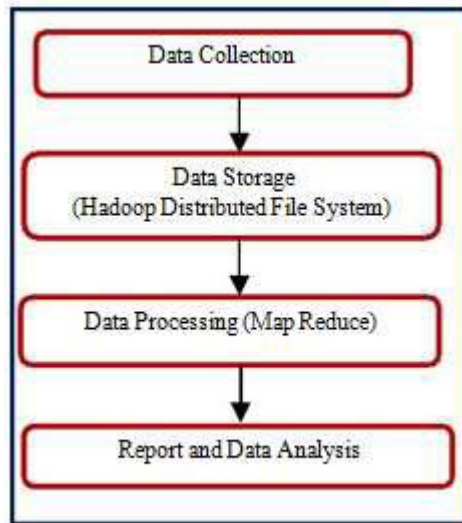 Data Collection
Data Storage
(Hadoop Distributed File System)
Data Processing (Map Reduce)
Report and Data Analysis